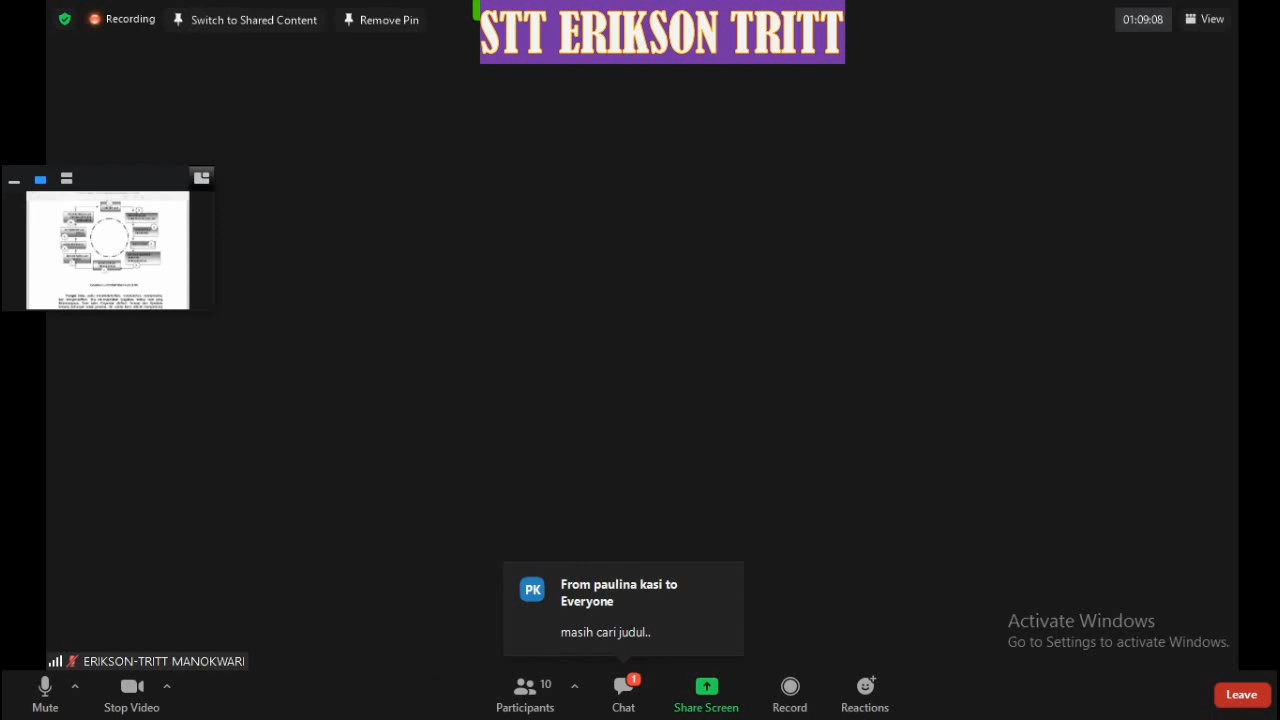 Recording
Switch to Shared Content
Remove Pin
STT ERIKSON TRITT
01:09:08
View
PK
From paulina kasi to
Everyone
masih cari judul..
Activate Windows
Go to Settings to activate Windows.
ERIKSON-TRITT MANOKWARI
Mute
Stop Video
Participants
10
Chat
1
Share Screen
Record
Reactions
Leave